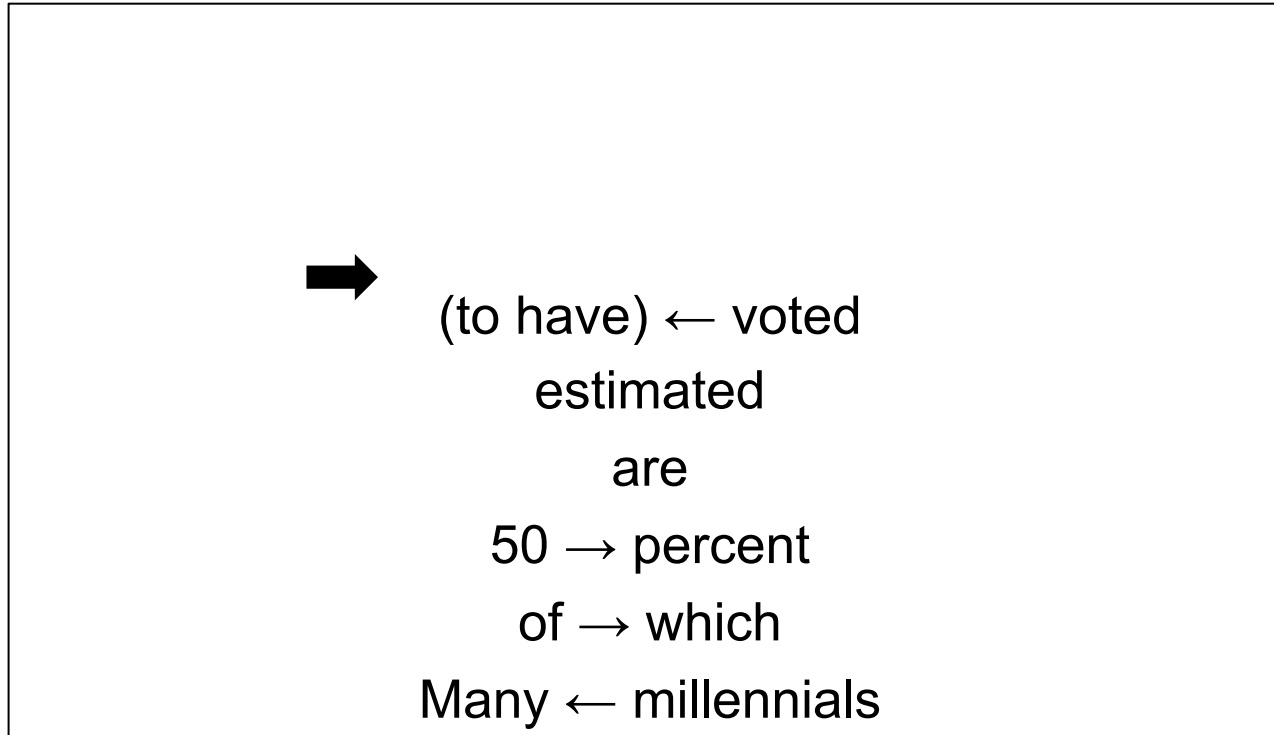 (to have) ← voted
estimated
are
50 → percent
of → which
Many ← millennials